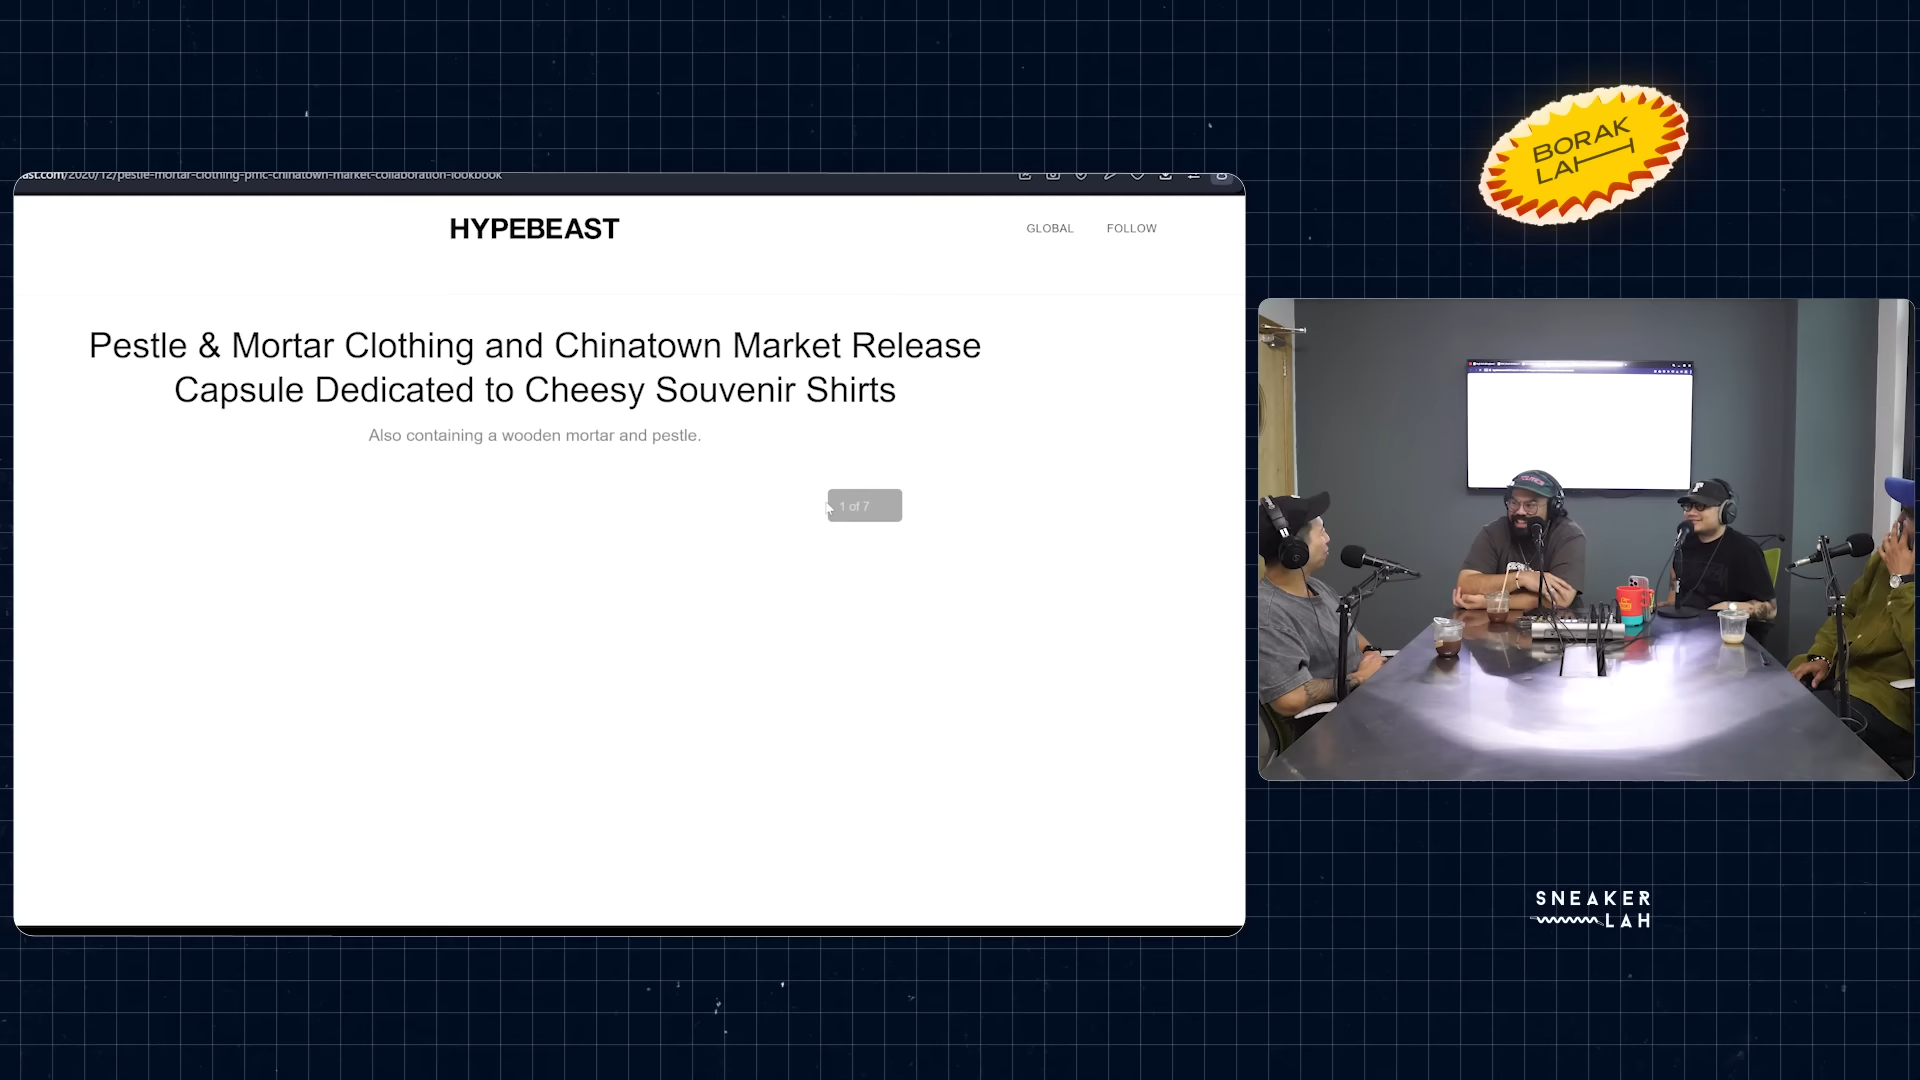 ast.com/2020/12/pestle-mortar-clothing-pmc-chinatown-market-collaboration-lookbook
HYPEBEAST
GLOBAL
FOLLOW
Pestle & Mortar Clothing and Chinatown Market Release
Capsule Dedicated to Cheesy Souvenir Shirts
Also containing a wooden mortar and pestle.
1 of 7
BORAK
LAH
SNEAKER
LAH